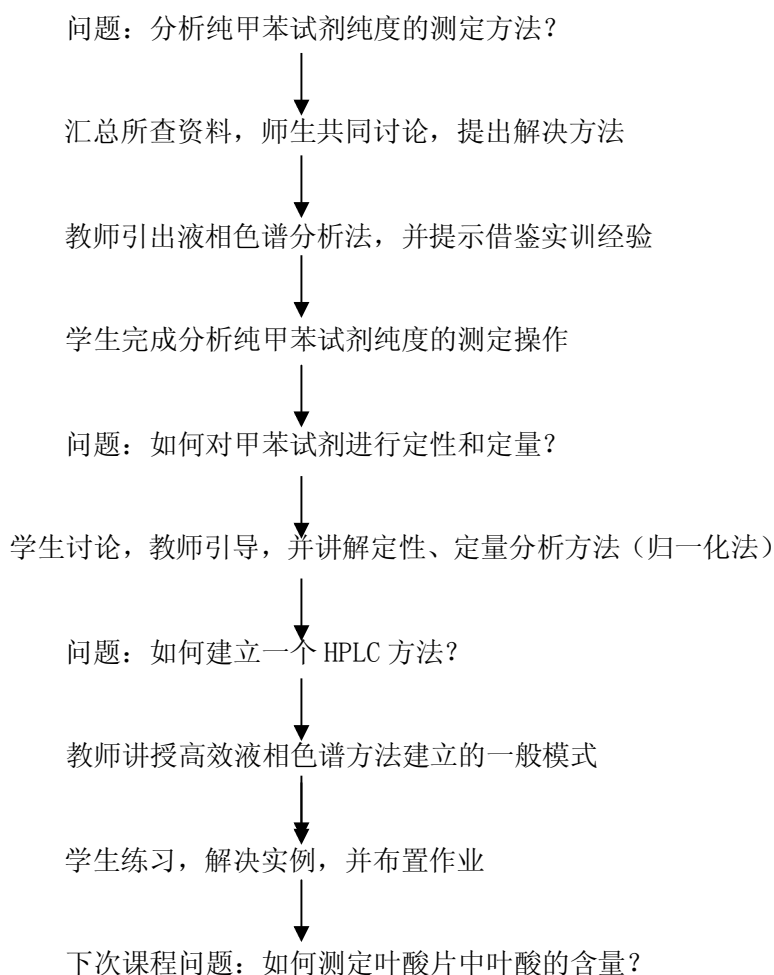 问题：分析纯甲苯试剂纯度的测定方法？
汇总所查资料，师生共同讨论，提出解决方法
教师引出液相色谱分析法，并提示借鉴实训经验
学生完成分析纯甲苯试剂纯度的测定操作
问题：如何对甲苯试剂进行定性和定量？
学生讨论，教师引导，并讲解定性、定量分析方法（归一化法）
问题：如何建立一个 HPLC 方法？
教师讲授高效液相色谱方法建立的一般模式
学生练习，解决实例，并布置作业
下次课程问题：如何测定叶酸片中叶酸的含量？